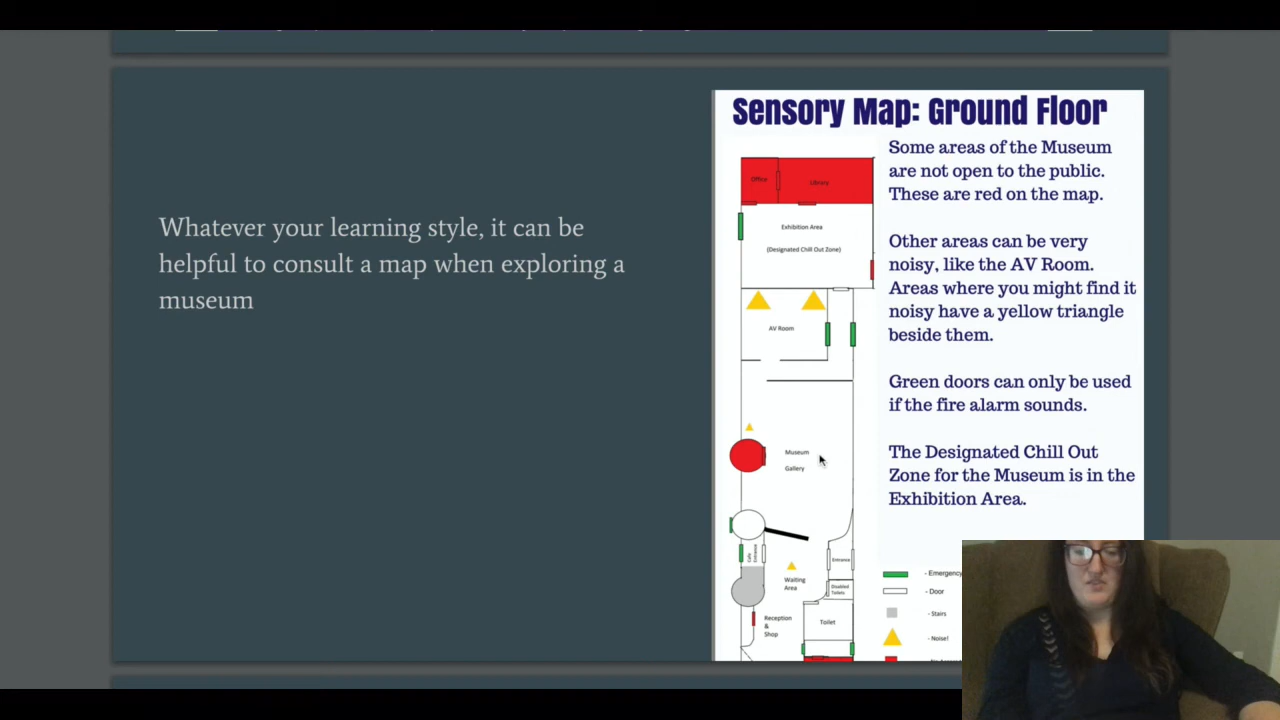 Whatever your learning style, it can be
helpful to consult a map when exploring a
museum
Sensory Map: Ground Floor
Some areas of the Museum
are not open to the public.
These are red on the map.
Other areas can be very
noisy, like the AV Room.
Areas where you might find it
noisy have a yellow triangle
beside them.
Green doors can only be used
if the fire alarm sounds.
The Designated Chill Out
Zone for the Museum is in the
Exhibition Area.
Office
Library
Exhibition Area
(Designated Chill Out Zone)
AV Room
Museum
Gallery
Cafe
Entrance
Entrance
Waiting
Area
Disabled
Toilets
Reception
&
Shop
Toilet
- Emergency
- Door
- Stairs
- Noise!